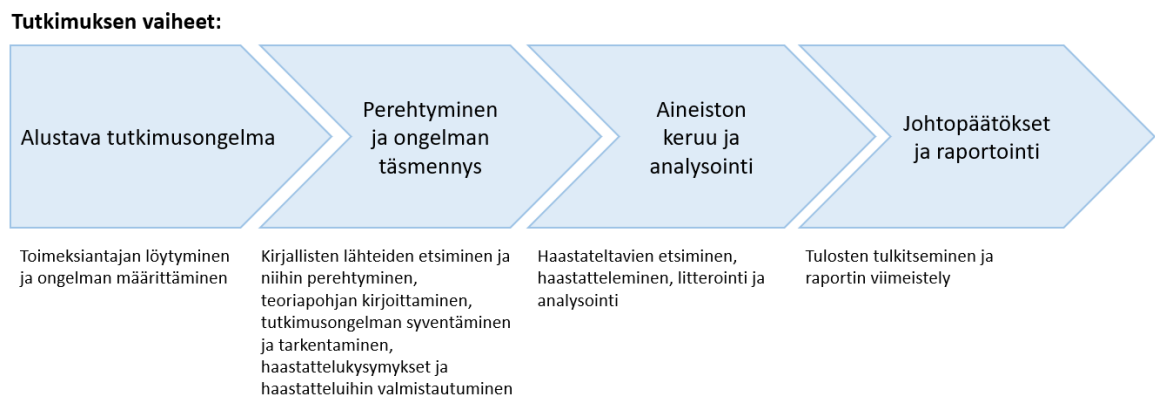 Tutkimuksen vaiheet:
Alustava tutkimusongelma
Perehtyminen
ja ongelman
täsmennys
Aineiston
keruu ja
analysointi
Johtopäätökset
ja raportointi
Toimeksiantajan löytyminen
ja ongelman määrittäminen
Kirjallisten lähteiden etsiminen ja
niihin perehtyminen,
teoriapohjan kirjoittaminen,
tutkimusongelman syventäminen
ja tarkentaminen,
haastattelukysymykset ja
haastatteluihin valmistautuminen
Haastateltavien etsiminen,
haastatteleminen, litterointi ja
analysointi
Tulosten tulkitseminen ja
raportin viimeistely